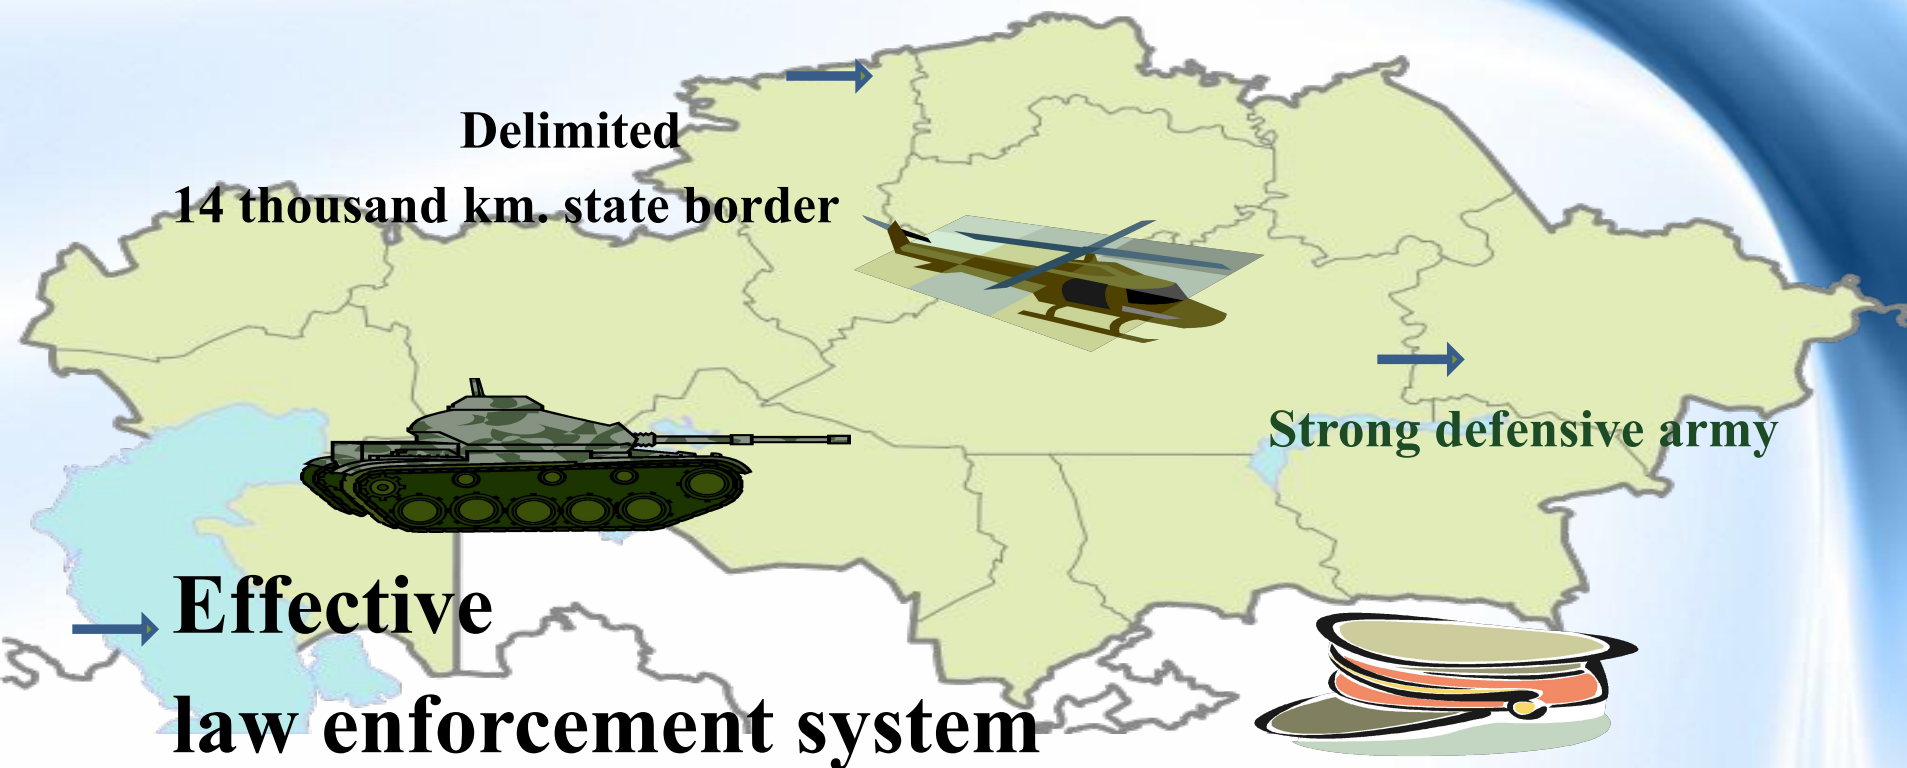 Delimited
14 thousand km. state border
Strong defensive army
Effective
law enforcement system